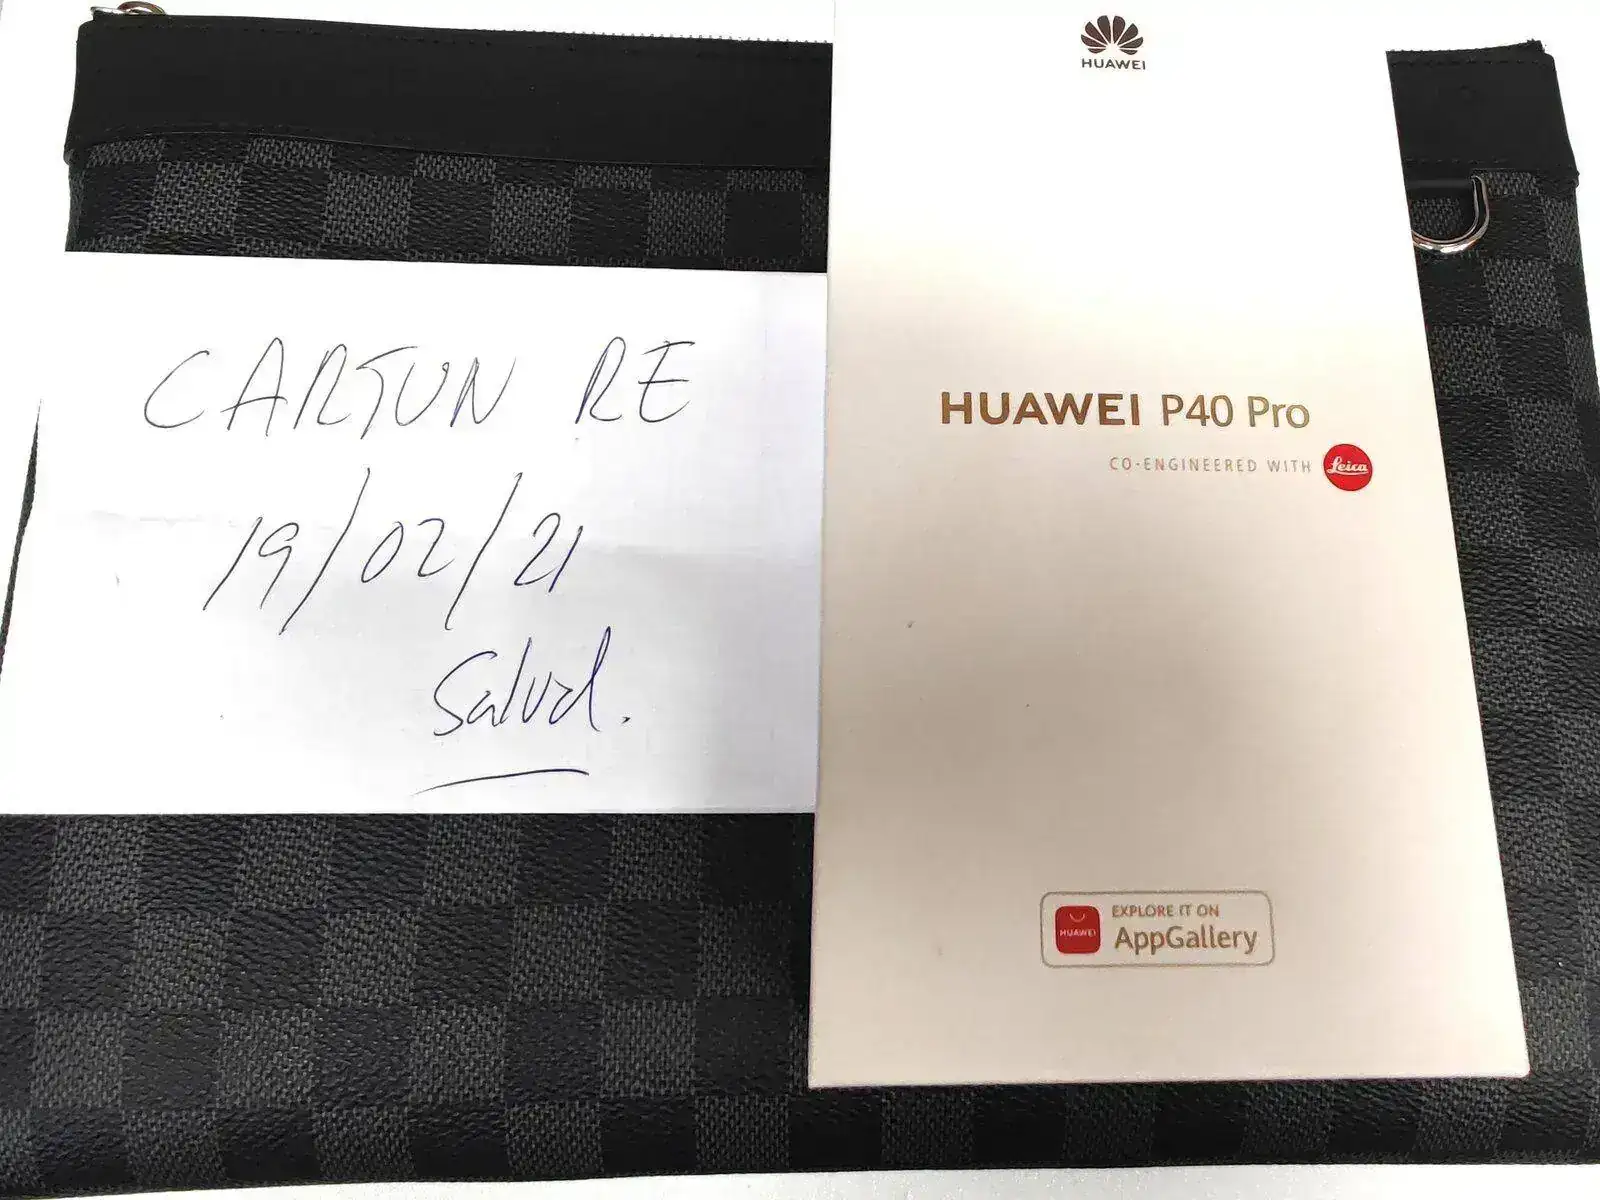 CARTUN RE
19/02/21
Salud.
HUAWEI
HUAWEI P40 Pro
CO-ENGINEERED WITH Leica
HUAWEI
EXPLORE IT ON
AppGallery